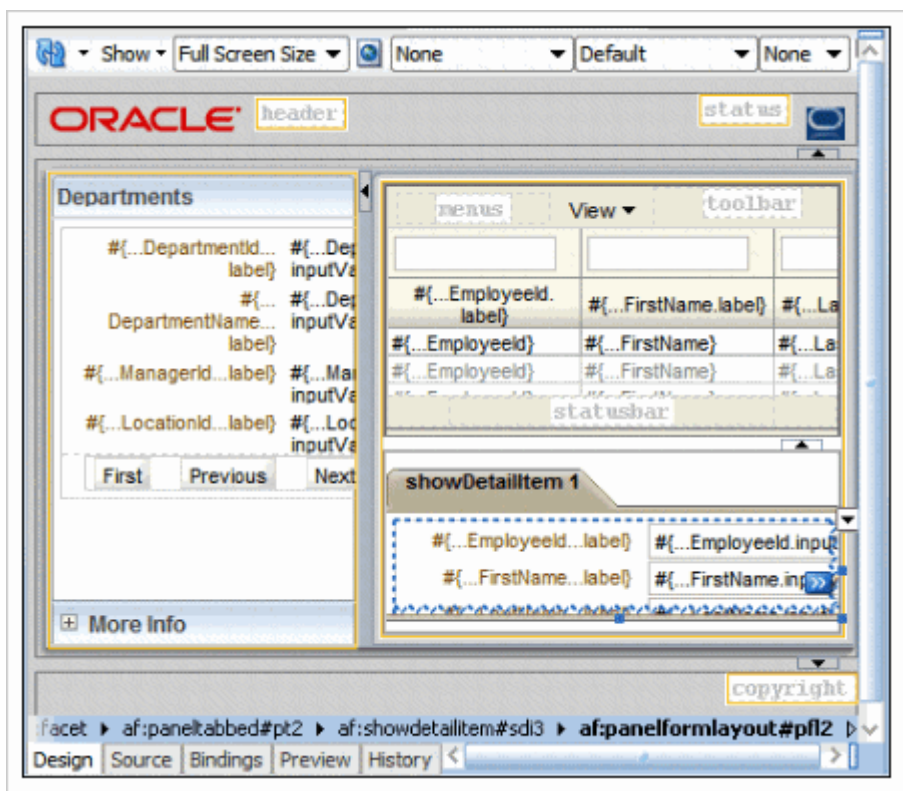 Show Full Screen Size None Default None
ORACLE header status
Departments
menus View toolbar
#{...DepartmentId... label} #{...Dep inputVa
#{... DepartmentName... label} #{...Dep inputVa
#{...ManagerId...label} #{...Ma inputVa
#{...LocationId...label} #{...Loc inputVa
First Previous Next
#{...EmployeeId. label} #{...FirstName.label} #{...La
#{...EmployeeId} #{...FirstName} #{...La
#{...EmployeeId} #{...FirstName} #{...La
statusbar
showDetailItem 1
#{...EmployeeId...label} #{...EmployeeId.input
#{...FirstName...label} #{...FirstName.inp
More Info
copyright
facet af:paneltabbed#pt2 af:showdetailitem#sdi3 af:panelformlayout#pfl2
Design Source Bindings Preview History